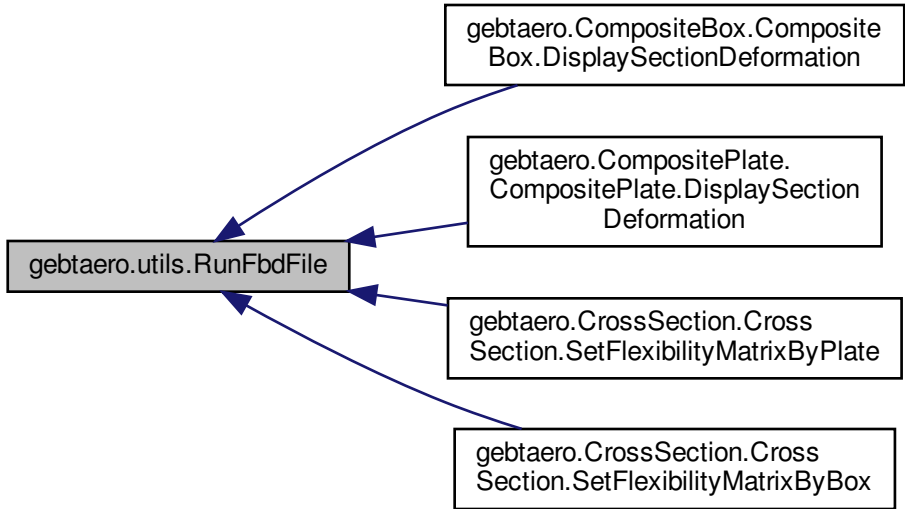 gebtaero.CompositeBox.Composite
Box.DisplaySectionDeformation
gebtaero.CompositePlate.
CompositePlate.DisplaySection
Deformation
gebtaero.utils.RunFbdFile
gebtaero.CrossSection.Cross
Section.SetFlexibilityMatrixByPlate
gebtaero.CrossSection.Cross
Section.SetFlexibilityMatrixByBox